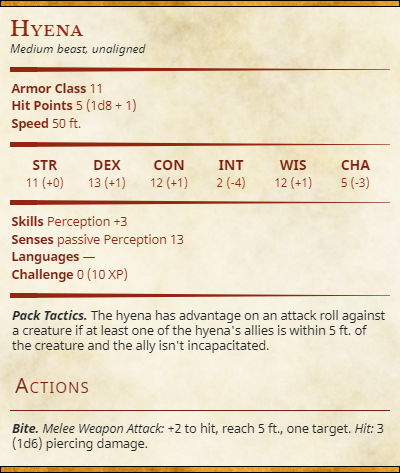 Hyena
Medium beast, unaligned
Armor Class 11
Hit Points 5 (1d8 + 1)
Speed 50 ft.
STR DEX CON INT WIS CHA
11 (+0) 13 (+1) 12 (+1) 2 (-4) 12 (+1) 5 (-3)
Skills Perception +3
Senses passive Perception 13
Languages —
Challenge 0 (10 XP)
Pack Tactics. The hyena has advantage on an attack roll against
a creature if at least one of the hyena's allies is within 5 ft. of
the creature and the ally isn't incapacitated.
Actions
Bite. Melee Weapon Attack: +2 to hit, reach 5 ft., one target. Hit: 3
(1d6) piercing damage.